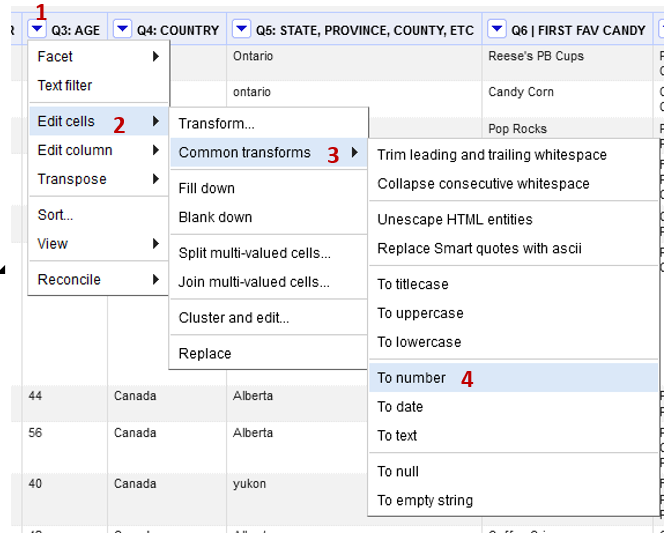 1
R
Q3: AGE
Q4: COUNTRY
Q5: STATE, PROVINCE, COUNTY, ETC
Q6 | FIRST FAV CANDY
Facet
Text filter
Edit cells 2
Edit column
Transpose
Sort...
View
Reconcile
Transform...
Common transforms 3
Fill down
Blank down
Split multi-valued cells...
Join multi-valued cells...
Cluster and edit...
Replace
Trim leading and trailing whitespace
Collapse consecutive whitespace
Unescape HTML entities
Replace Smart quotes with ascii
To titlecase
To uppercase
To lowercase
To number 4
To date
To text
To null
To empty string
Ontario
Reese's PB Cups
ontario
Candy Corn
Pop Rocks
44 Canada Alberta
56 Canada Alberta
40 Canada yukon